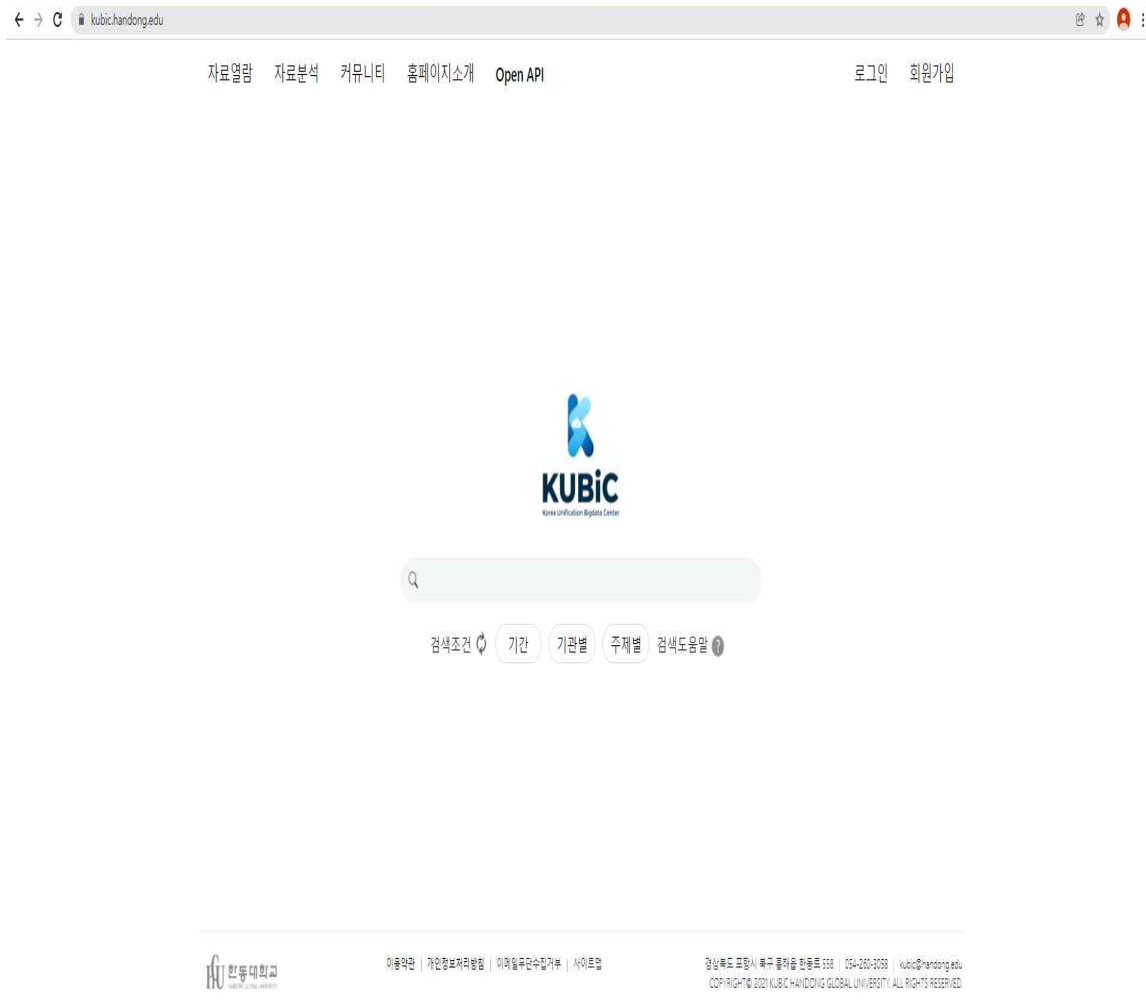 kubic.handong.edu
자료열람 자료분석 커뮤니티 홈페이지소개 Open API 로그인 회원가입
KUBiC
Korea Unification Bigdata Center
검색조건 기간 기관별 주제별 검색도움말 ?
한동대학교
HANDONG GLOBAL UNIVERSITY
이용약관 | 개인정보처리방침 | 이메일무단수집거부 | 사이트맵
경상북도 포항시 북구 흥해읍 한동로 558 | 054-260-3058 | kubic@handong.edu
COPYRIGHT© 2021 KUBIC HANDONG GLOBAL UNIVERSITY. ALL RIGHTS RESERVED.